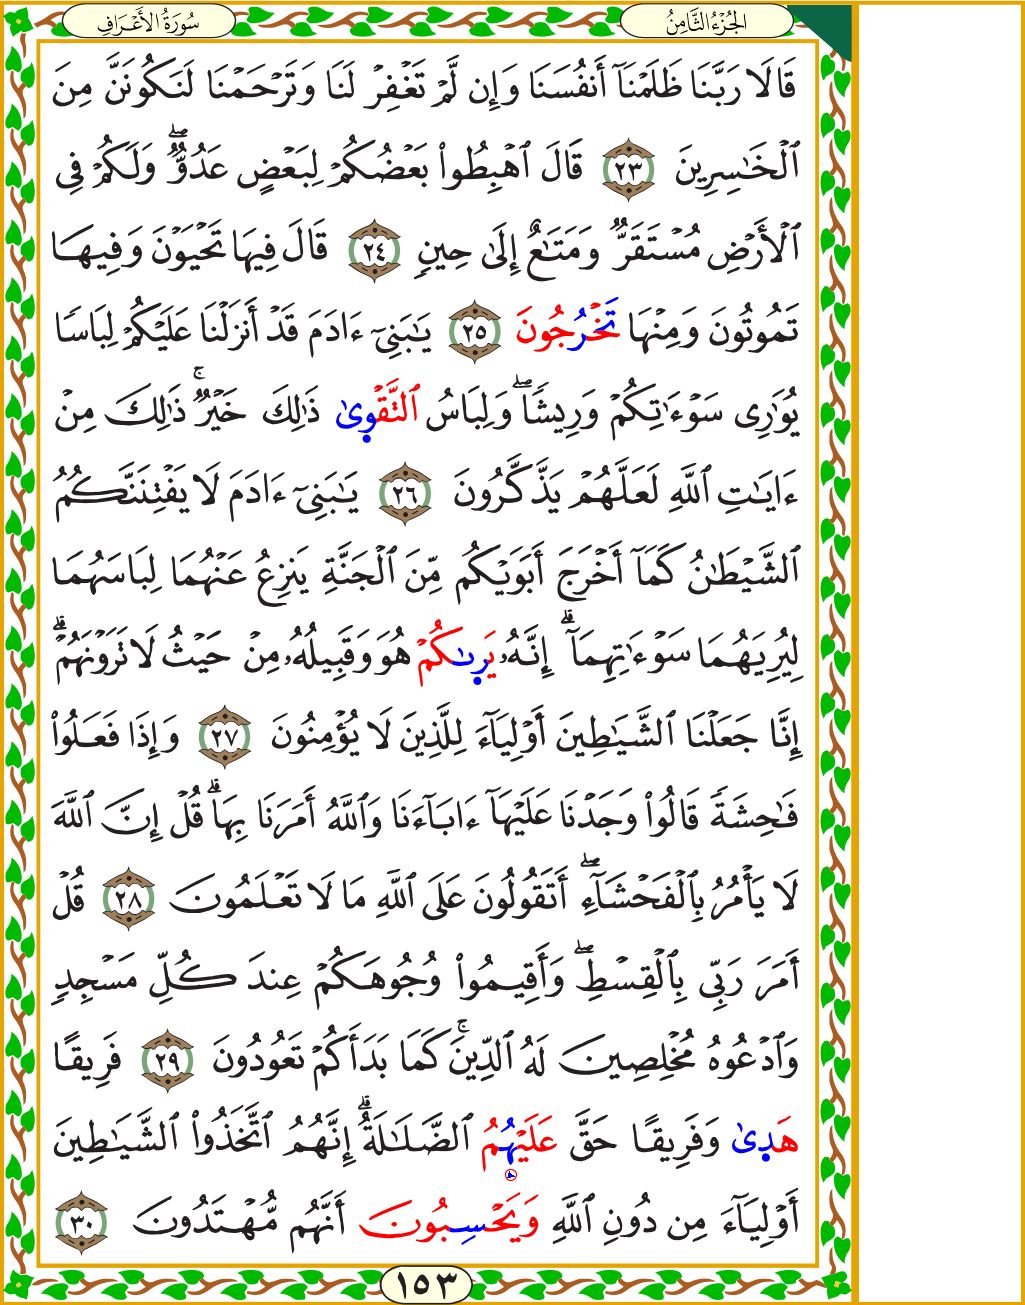 سُورَةُ الأَعْرَافِ
الجُزْءُ الثَّامِنُ
قَالَا رَبَّنَا ظَلَمْنَآ أَنفُسَنَا وَإِن لَّمْ تَغْفِرْ لَنَا وَتَرْحَمْنَا لَنَكُونَنَّ مِنَ
ٱلْخَٰسِرِينَ ٢٣ قَالَ ٱهْبِطُوا۟ بَعْضُكُمْ لِبَعْضٍ عَدُوٌّ ۖ وَلَكُمْ فِى
ٱلْأَرْضِ مُسْتَقَرٌّ وَمَتَٰعٌ إِلَىٰ حِينٍ ٢٤ قَالَ فِيهَا تَحْيَوْنَ وَفِيهَا
تَمُوتُونَ وَمِنْهَا تَخْرُجُونَ ٢٥ يَٰبَنِىٓ ءَادَمَ قَدْ أَنزَلْنَا عَلَيْكُمْ لِبَاسًا
يُوَٰرِى سَوْءَٰتِكُمْ وَرِيشًا ۖ وَلِبَاسُ ٱلتَّقْوِىٰ ذَٰلِكَ خَيْرٌ ۚ ذَٰلِكَ مِنْ
ءَايَٰتِ ٱللَّهِ لَعَلَّهُمْ يَذَّكَّرُونَ ٢٦ يَٰبَنِىٓ ءَادَمَ لَا يَفْتِنَنَّكُمُ
ٱلشَّيْطَٰنُ كَمَآ أَخْرَجَ أَبَوَيْكُم مِّنَ ٱلْجَنَّةِ يَنزِعُ عَنْهُمَا لِبَاسَهُمَا
لِيُرِيَهُمَا سَوْءَٰتِهِمَآ ۗ إِنَّهُۥ يَرِىٰكُمْ هُوَ وَقَبِيلُهُۥ مِنْ حَيْثُ لَا تَرَوْنَهُمْ ۗ
إِنَّا جَعَلْنَا ٱلشَّيَٰطِينَ أَوْلِيَآءَ لِلَّذِينَ لَا يُؤْمِنُونَ ٢٧ وَإِذَا فَعَلُوا۟
فَٰحِشَةً قَالُوا۟ وَجَدْنَا عَلَيْهَآ ءَابَآءَنَا وَٱللَّهُ أَمَرَنَا بِهَا ۗ قُلْ إِنَّ ٱللَّهَ
لَا يَأْمُرُ بِٱلْفَحْشَآءِ ۖ أَتَقُولُونَ عَلَى ٱللَّهِ مَا لَا تَعْلَمُونَ ٢٨ قُلْ
أَمَرَ رَبِّى بِٱلْقِسْطِ ۖ وَأَقِيمُوا۟ وُجُوهَكُمْ عِندَ كُلِّ مَسْجِدٍ
وَٱدْعُوهُ مُخْلِصِينَ لَهُ ٱلدِّينَ ۚ كَمَا بَدَأَكُمْ تَعُودُونَ ٢٩ فَرِيقًا
هَدِىٰ وَفَرِيقًا حَقَّ عَلَيْهُمُ ٱلضَّلَٰلَةُ ۗ إِنَّهُمُ ٱتَّخَذُوا۟ ٱلشَّيَٰطِينَ
أَوْلِيَآءَ مِن دُونِ ٱللَّهِ وَيَحْسِبُونَ أَنَّهُم مُّهْتَدُونَ ٣٠
١٥٣